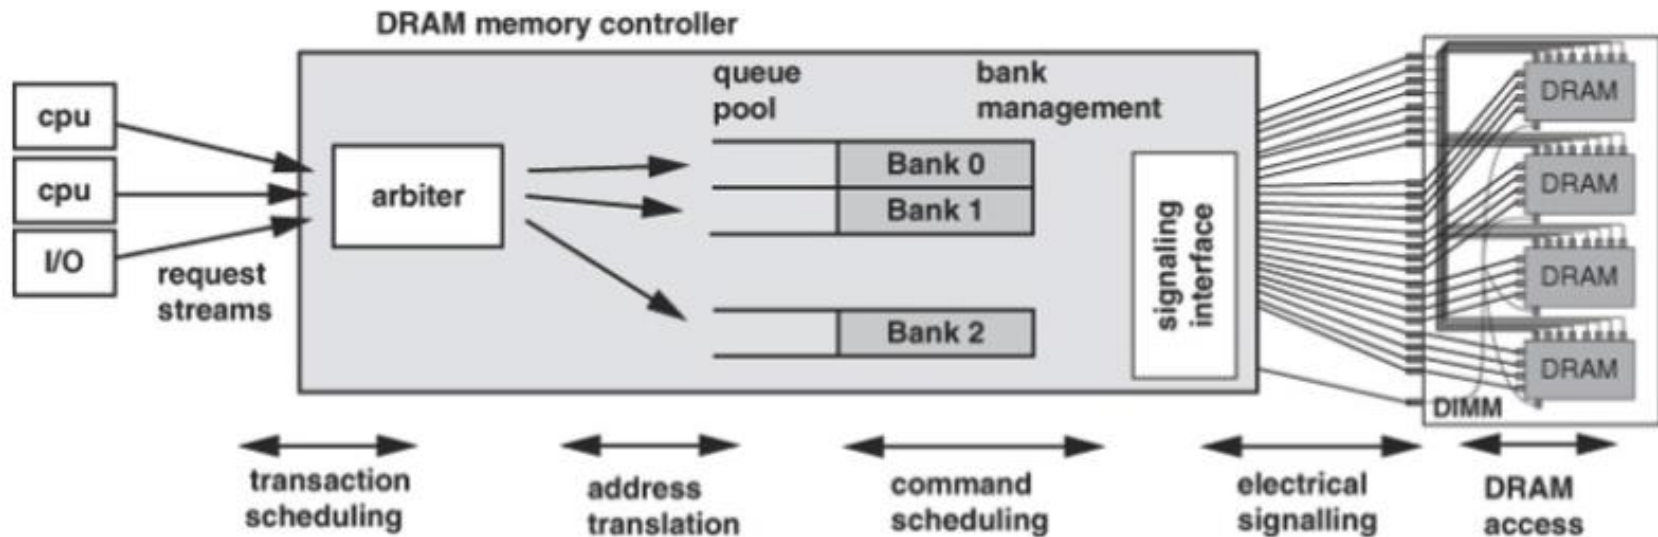 DRAM memory controller
cpu
cpu
I/O
request
streams
arbiter
queue
pool
bank
management
Bank 0
Bank 1
Bank 2
signaling
interface
DRAM
DRAM
DRAM
DRAM
DIMM
transaction
scheduling
address
translation
command
scheduling
electrical
signalling
DRAM
access